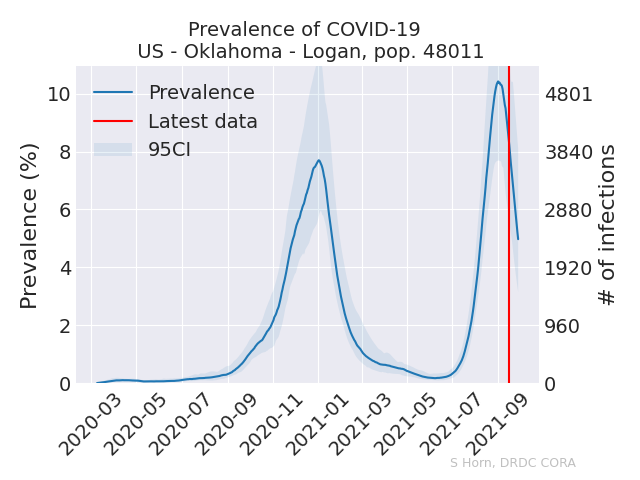 Prevalence of COVID-19
US - Oklahoma - Logan, pop. 48011
Prevalence
Latest data
95CI
Prevalence (%)
10
8
6
4
2
0
4801
3840
2880
1920
960
0
# of infections
2020-03
2020-05
2020-07
2020-09
2020-11
2021-01
2021-03
2021-05
2021-07
2021-09
S Horn, DRDC CORA